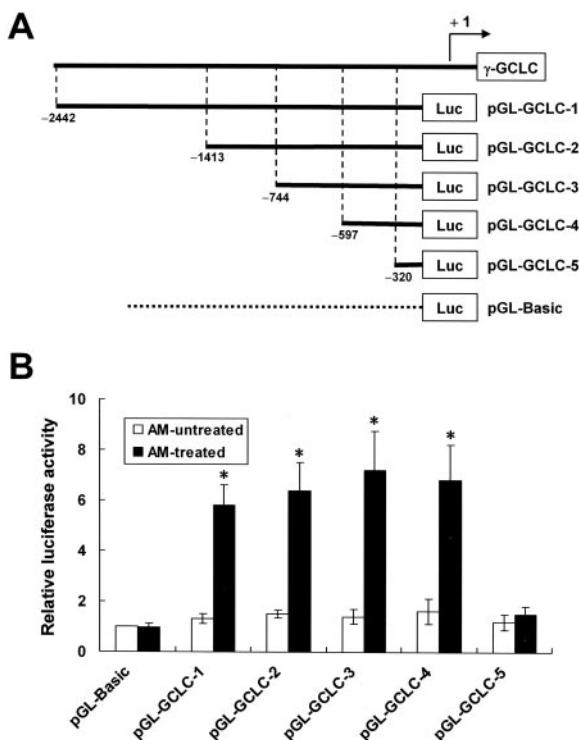 A
+ 1
γ-GCLC
−2442
Luc
pGL-GCLC-1
−1413
Luc
pGL-GCLC-2
−744
Luc
pGL-GCLC-3
−597
Luc
pGL-GCLC-4
−320
Luc
pGL-GCLC-5
Luc
pGL-Basic
B
Relative luciferase activity
10
8
6
4
2
0
AM-untreated
AM-treated
*
*
*
*
pGL-Basic
pGL-GCLC-1
pGL-GCLC-2
pGL-GCLC-3
pGL-GCLC-4
pGL-GCLC-5